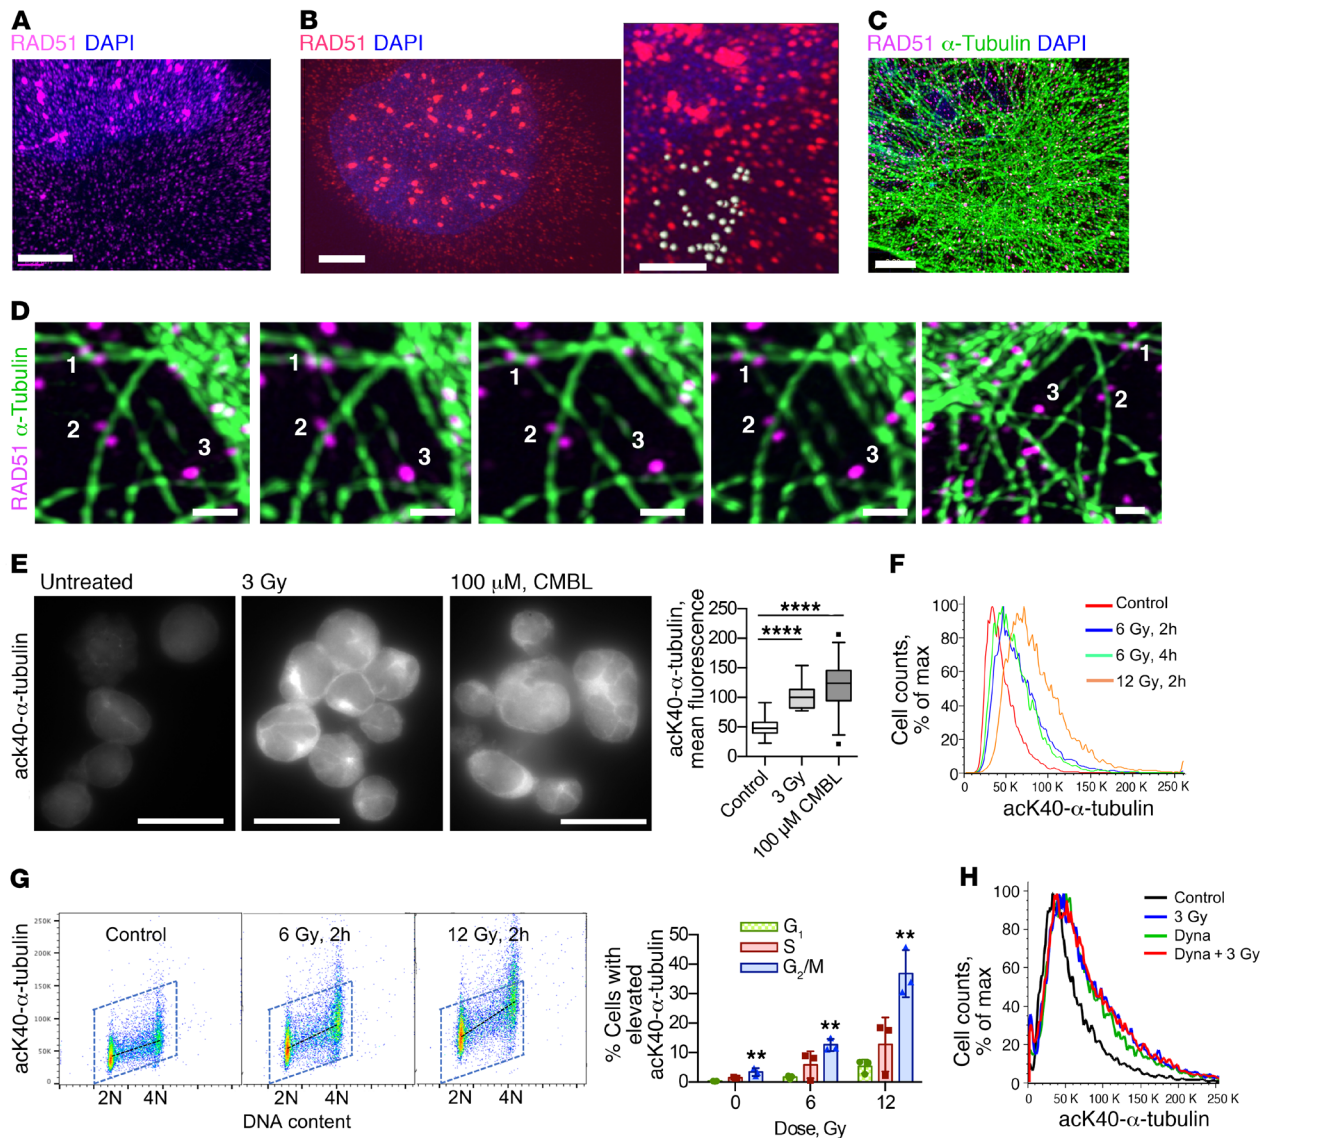 A
RAD51 DAPI
B
RAD51 DAPI
C
RAD51 α-Tubulin DAPI
D
RAD51 α-Tubulin
1
2
3
1
2
3
1
2
3
1
2
3
1
2
3
E
Untreated
3 Gy
100 µM, CMBL
acK40-α-tubulin
acK40-α-tubulin,
mean fluorescence
250
200
150
100
50
0
****
****
Control
3 Gy
100 µM CMBL
F
Cell counts,
% of max
100
80
60
40
20
0
Control
6 Gy, 2h
6 Gy, 4h
12 Gy, 2h
0 50 K 100 K 150 K 200 K 250 K
acK40-α-tubulin
G
acK40-α-tubulin
250K
200K
150K
100K
50K
0
Control
6 Gy, 2h
12 Gy, 2h
2N 4N
2N 4N
2N 4N
DNA content
% Cells with
elevated
acK40-α-tubulin
50
40
30
20
10
0
G1
S
G2/M
**
**
**
0 6 12
Dose, Gy
H
Cell counts,
% of max
100
80
60
40
20
0
Control
3 Gy
Dyna
Dyna + 3 Gy
0 50 K 100 K 150 K 200 K 250 K
acK40-α-tubulin